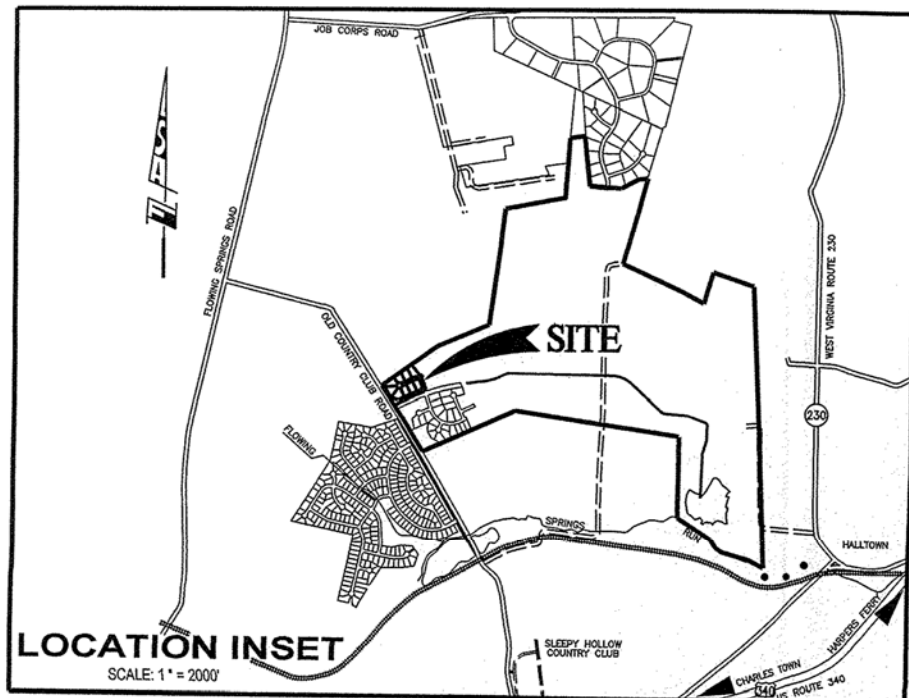 JOB CORPS ROAD
FLOWING SPRINGS ROAD
WEST VIRGINIA ROUTE 230
OLD COUNTRY CLUB ROAD
SITE
230
FLOWING
SPRINGS
RUN
HALLTOWN
HARPERS FERRY
LOCATION INSET
SCALE: 1" = 2000'
SLEEPY HOLLOW
COUNTRY CLUB
CHARLES TOWN
340
US ROUTE 340